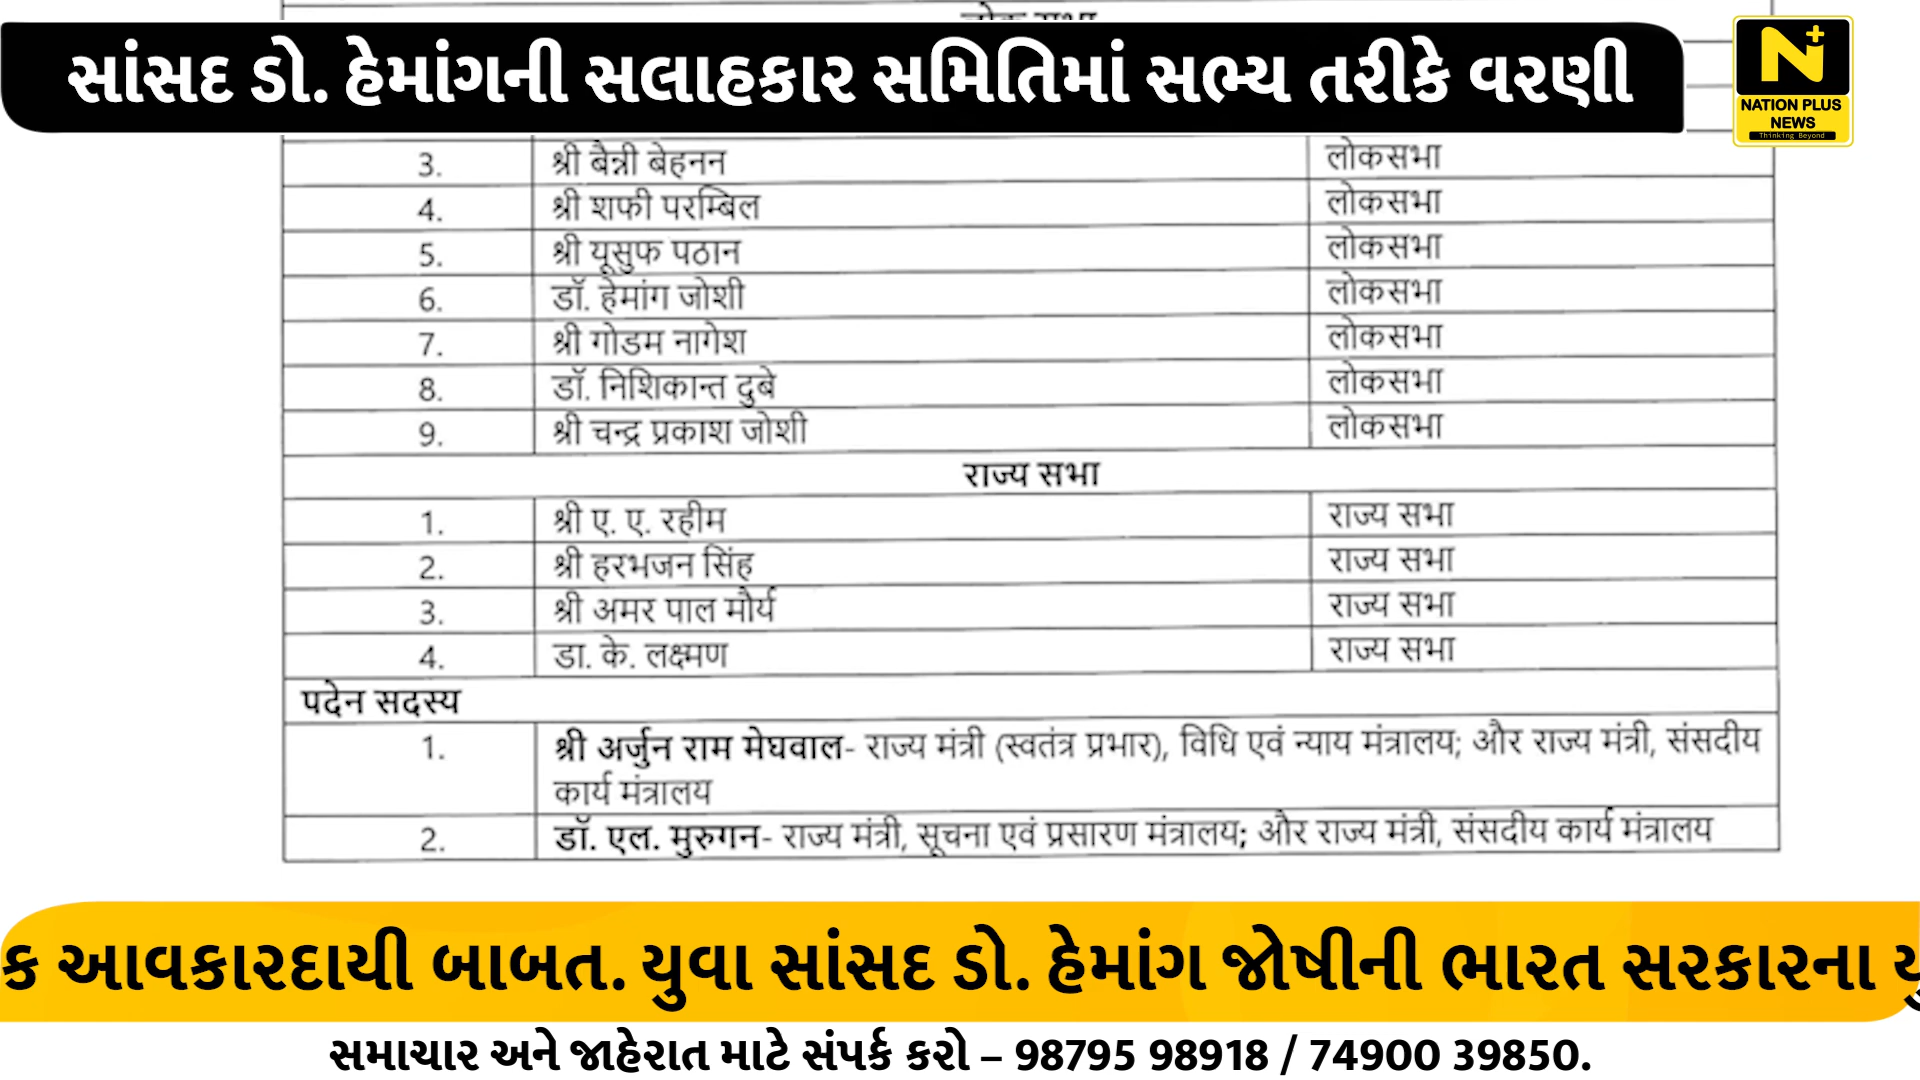 સાંસદ ડો. હેમાંગની સલાહકાર સમિતિમાં સભ્ય તરીકે વરણી
N+
NATION PLUS
NEWS
Thinking Beyond
3. श्री बैन्नी बेहनन लोकसभा
4. श्री शफी परम्बिल लोकसभा
5. श्री यूसुफ पठान लोकसभा
6. डॉ. हेमांग जोशी लोकसभा
7. श्री गोडम नागेश लोकसभा
8. डॉ. निशिकान्त दुबे लोकसभा
9. श्री चन्द्र प्रकाश जोशी लोकसभा
राज्य सभा
1. श्री ए. ए. रहीम राज्य सभा
2. श्री हरभजन सिंह राज्य सभा
3. श्री अमर पाल मौर्य राज्य सभा
4. डा. के. लक्ष्मण राज्य सभा
पदेन सदस्य
1. श्री अर्जुन राम मेघवाल- राज्य मंत्री (स्वतंत्र प्रभार), विधि एवं न्याय मंत्रालय; और राज्य मंत्री, संसदीय
कार्य मंत्रालय
2. डॉ. एल. मुरुगन- राज्य मंत्री, सूचना एवं प्रसारण मंत्रालय; और राज्य मंत्री, संसदीय कार्य मंत्रालय
ક આવકારદાયી બાબત. યુવા સાંસદ ડો. હેમાંગ જોષીની ભારત સરકારના
સમાચાર અને જાહેરાત માટે સંપર્ક કરો – 98795 98918 / 74900 39850.